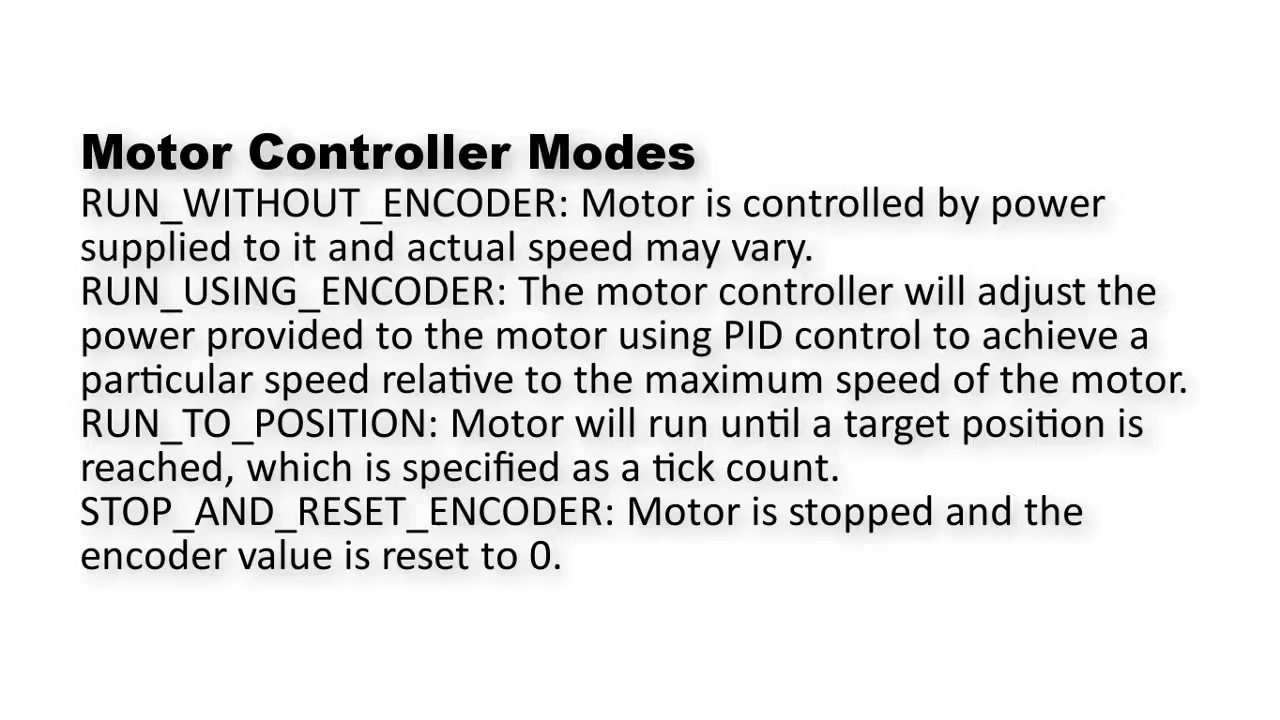 Motor Controller Modes
RUN_WITHOUT_ENCODER: Motor is controlled by power
supplied to it and actual speed may vary.
RUN_USING_ENCODER: The motor controller will adjust the
power provided to the motor using PID control to achieve a
particular speed relative to the maximum speed of the motor.
RUN_TO_POSITION: Motor will run until a target position is
reached, which is specified as a tick count.
STOP_AND_RESET_ENCODER: Motor is stopped and the
encoder value is reset to 0.